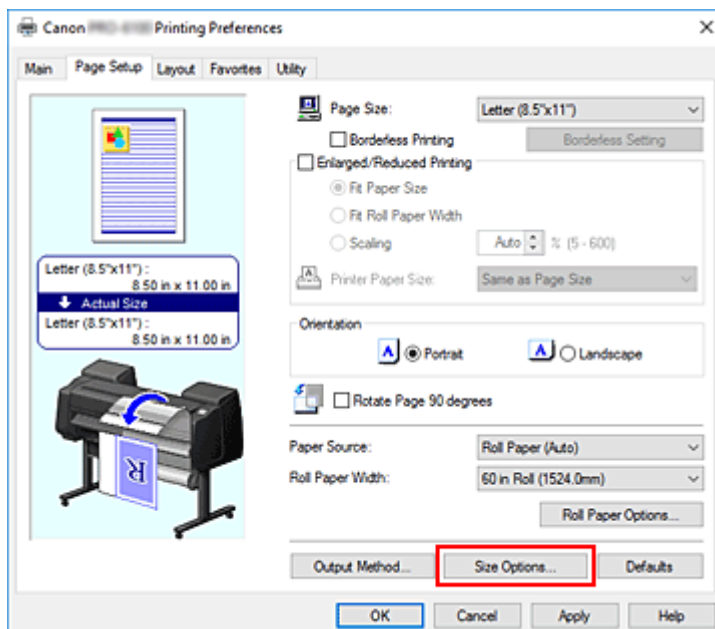 Canon Printing Preferences
Main Page Setup Layout Favorites Utility
Page Size: Letter (8.5"x11")
Borderless Printing Borderless Setting
Enlarged/Reduced Printing
Fit Paper Size
Fit Roll Paper Width
Scaling Auto % (5 - 600)
Printer Paper Size: Same as Page Size
Letter (8.5"x11") :
8.50 in x 11.00 in
Actual Size
Letter (8.5"x11") :
8.50 in x 11.00 in
Orientation
A Portrait A Landscape
Rotate Page 90 degrees
R
Paper Source: Roll Paper (Auto)
Roll Paper Width: 60 in Roll (1524.0mm)
Roll Paper Options...
Output Method... Size Options... Defaults
OK Cancel Apply Help